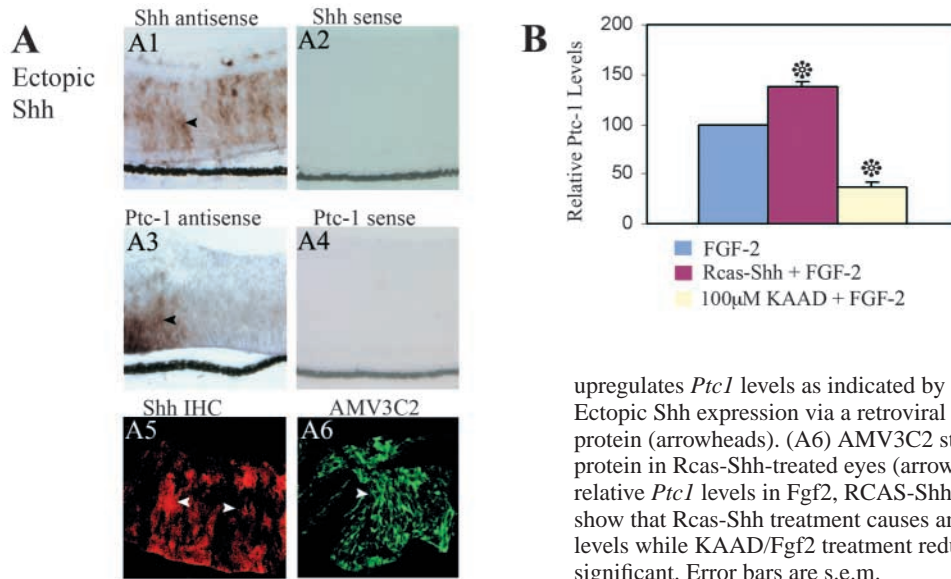 A
Ectopic
Shh
Shh antisense
Shh sense
A1
A2
Ptc-1 antisense
Ptc-1 sense
A3
A4
Shh IHC
AMV3C2
A5
A6
B
Relative Ptc-1 Levels
200
150
100
50
0
FGF-2
Rcas-Shh + FGF-2
100µM KAAD + FGF-2
upregulates Ptc1 levels as indicated by
Ectopic Shh expression via a retroviral
protein (arrowheads). (A6) AMV3C2 st
protein in Rcas-Shh-treated eyes (arrow
relative Ptc1 levels in Fgf2, RCAS-Shh
show that Rcas-Shh treatment causes an
levels while KAAD/Fgf2 treatment redu
significant. Error bars are s.e.m.